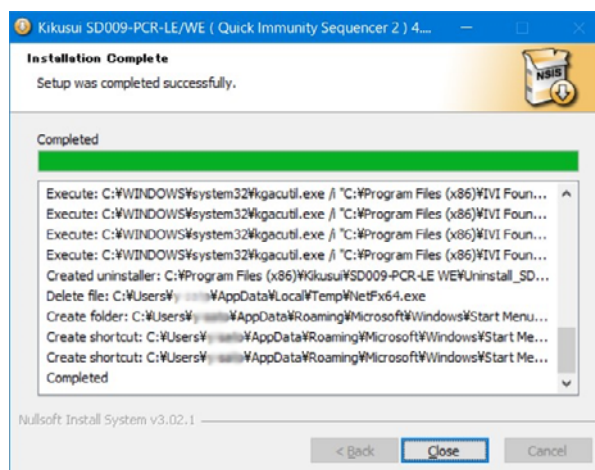 Kikusui SD009-PCR-LE/WE ( Quick Immunity Sequencer 2 ) 4....
Installation Complete
Setup was completed successfully.
NSIS
Completed
Execute: C:¥WINDOWS¥system32¥kgacutil.exe /i "C:¥Program Files (x86)¥IVI Foun...
Execute: C:¥WINDOWS¥system32¥kgacutil.exe /i "C:¥Program Files (x86)¥IVI Foun...
Execute: C:¥WINDOWS¥system32¥kgacutil.exe /i "C:¥Program Files (x86)¥IVI Foun...
Execute: C:¥WINDOWS¥system32¥kgacutil.exe /i "C:¥Program Files (x86)¥IVI Foun...
Created uninstaller: C:¥Program Files (x86)¥Kikusui¥SD009-PCR-LE WE¥Uninstall_SD...
Delete file: C:¥Users¥ ¥AppData¥Local¥Temp¥NetFx64.exe
Create folder: C:¥Users¥ ¥AppData¥Roaming¥Microsoft¥Windows¥Start Menu...
Create shortcut: C:¥Users¥ ¥AppData¥Roaming¥Microsoft¥Windows¥Start Me...
Create shortcut: C:¥Users¥ ¥AppData¥Roaming¥Microsoft¥Windows¥Start Me...
Completed
Nullsoft Install System v3.02.1
< Back Close Cancel